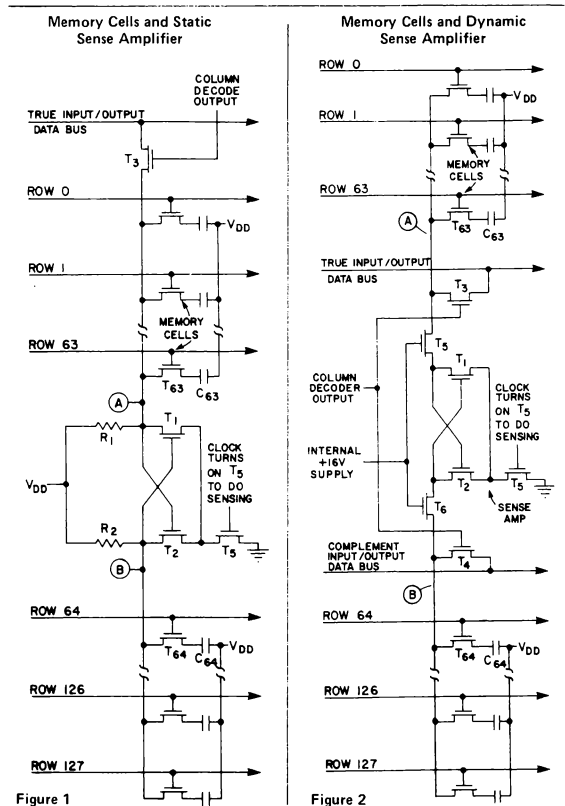 Memory Cells and Static
Sense Amplifier
COLUMN
DECODE
OUTPUT
TRUE INPUT/OUTPUT
DATA BUS
T3
ROW 0
VDD
ROW 1
MEMORY
CELLS
ROW 63
T63
C63
A
T1
R1
CLOCK
TURNS
ON T5
TO DO
SENSING
VDD
R2
T2
T5
B
ROW 64
VDD
T64
C64
ROW 126
ROW 127
Figure 1
Memory Cells and Dynamic
Sense Amplifier
ROW 0
VDD
ROW 1
MEMORY
CELLS
ROW 63
A
T63
C63
TRUE INPUT/OUTPUT
DATA BUS
T3
T5
T1
COLUMN
DECODER
OUTPUT
CLOCK
TURNS
ON T5
TO DO
SENSING
INTERNAL
+16V
SUPPLY
T2
T5
T6
SENSE
AMP
COMPLEMENT
INPUT/OUTPUT
DATA BUS
T4
B
ROW 64
VDD
T64
C64
ROW 126
ROW 127
Figure 2